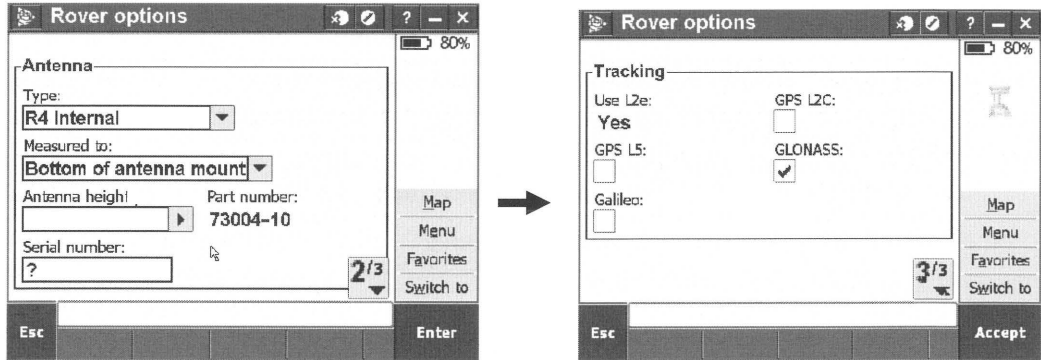 Rover options
? – ×
80%
Antenna
Type:
R4 Internal
Measured to:
Bottom of antenna mount
Antenna height
Part number:
73004-10
Serial number:
?
2/3
Map
Menu
Favorites
Switch to
Esc
Enter
Rover options
? – ×
80%
Tracking
Use L2e:
GPS L2C:
Yes
GPS L5:
GLONASS:
Galileo:
3/3
Map
Menu
Favorites
Switch to
Esc
Accept